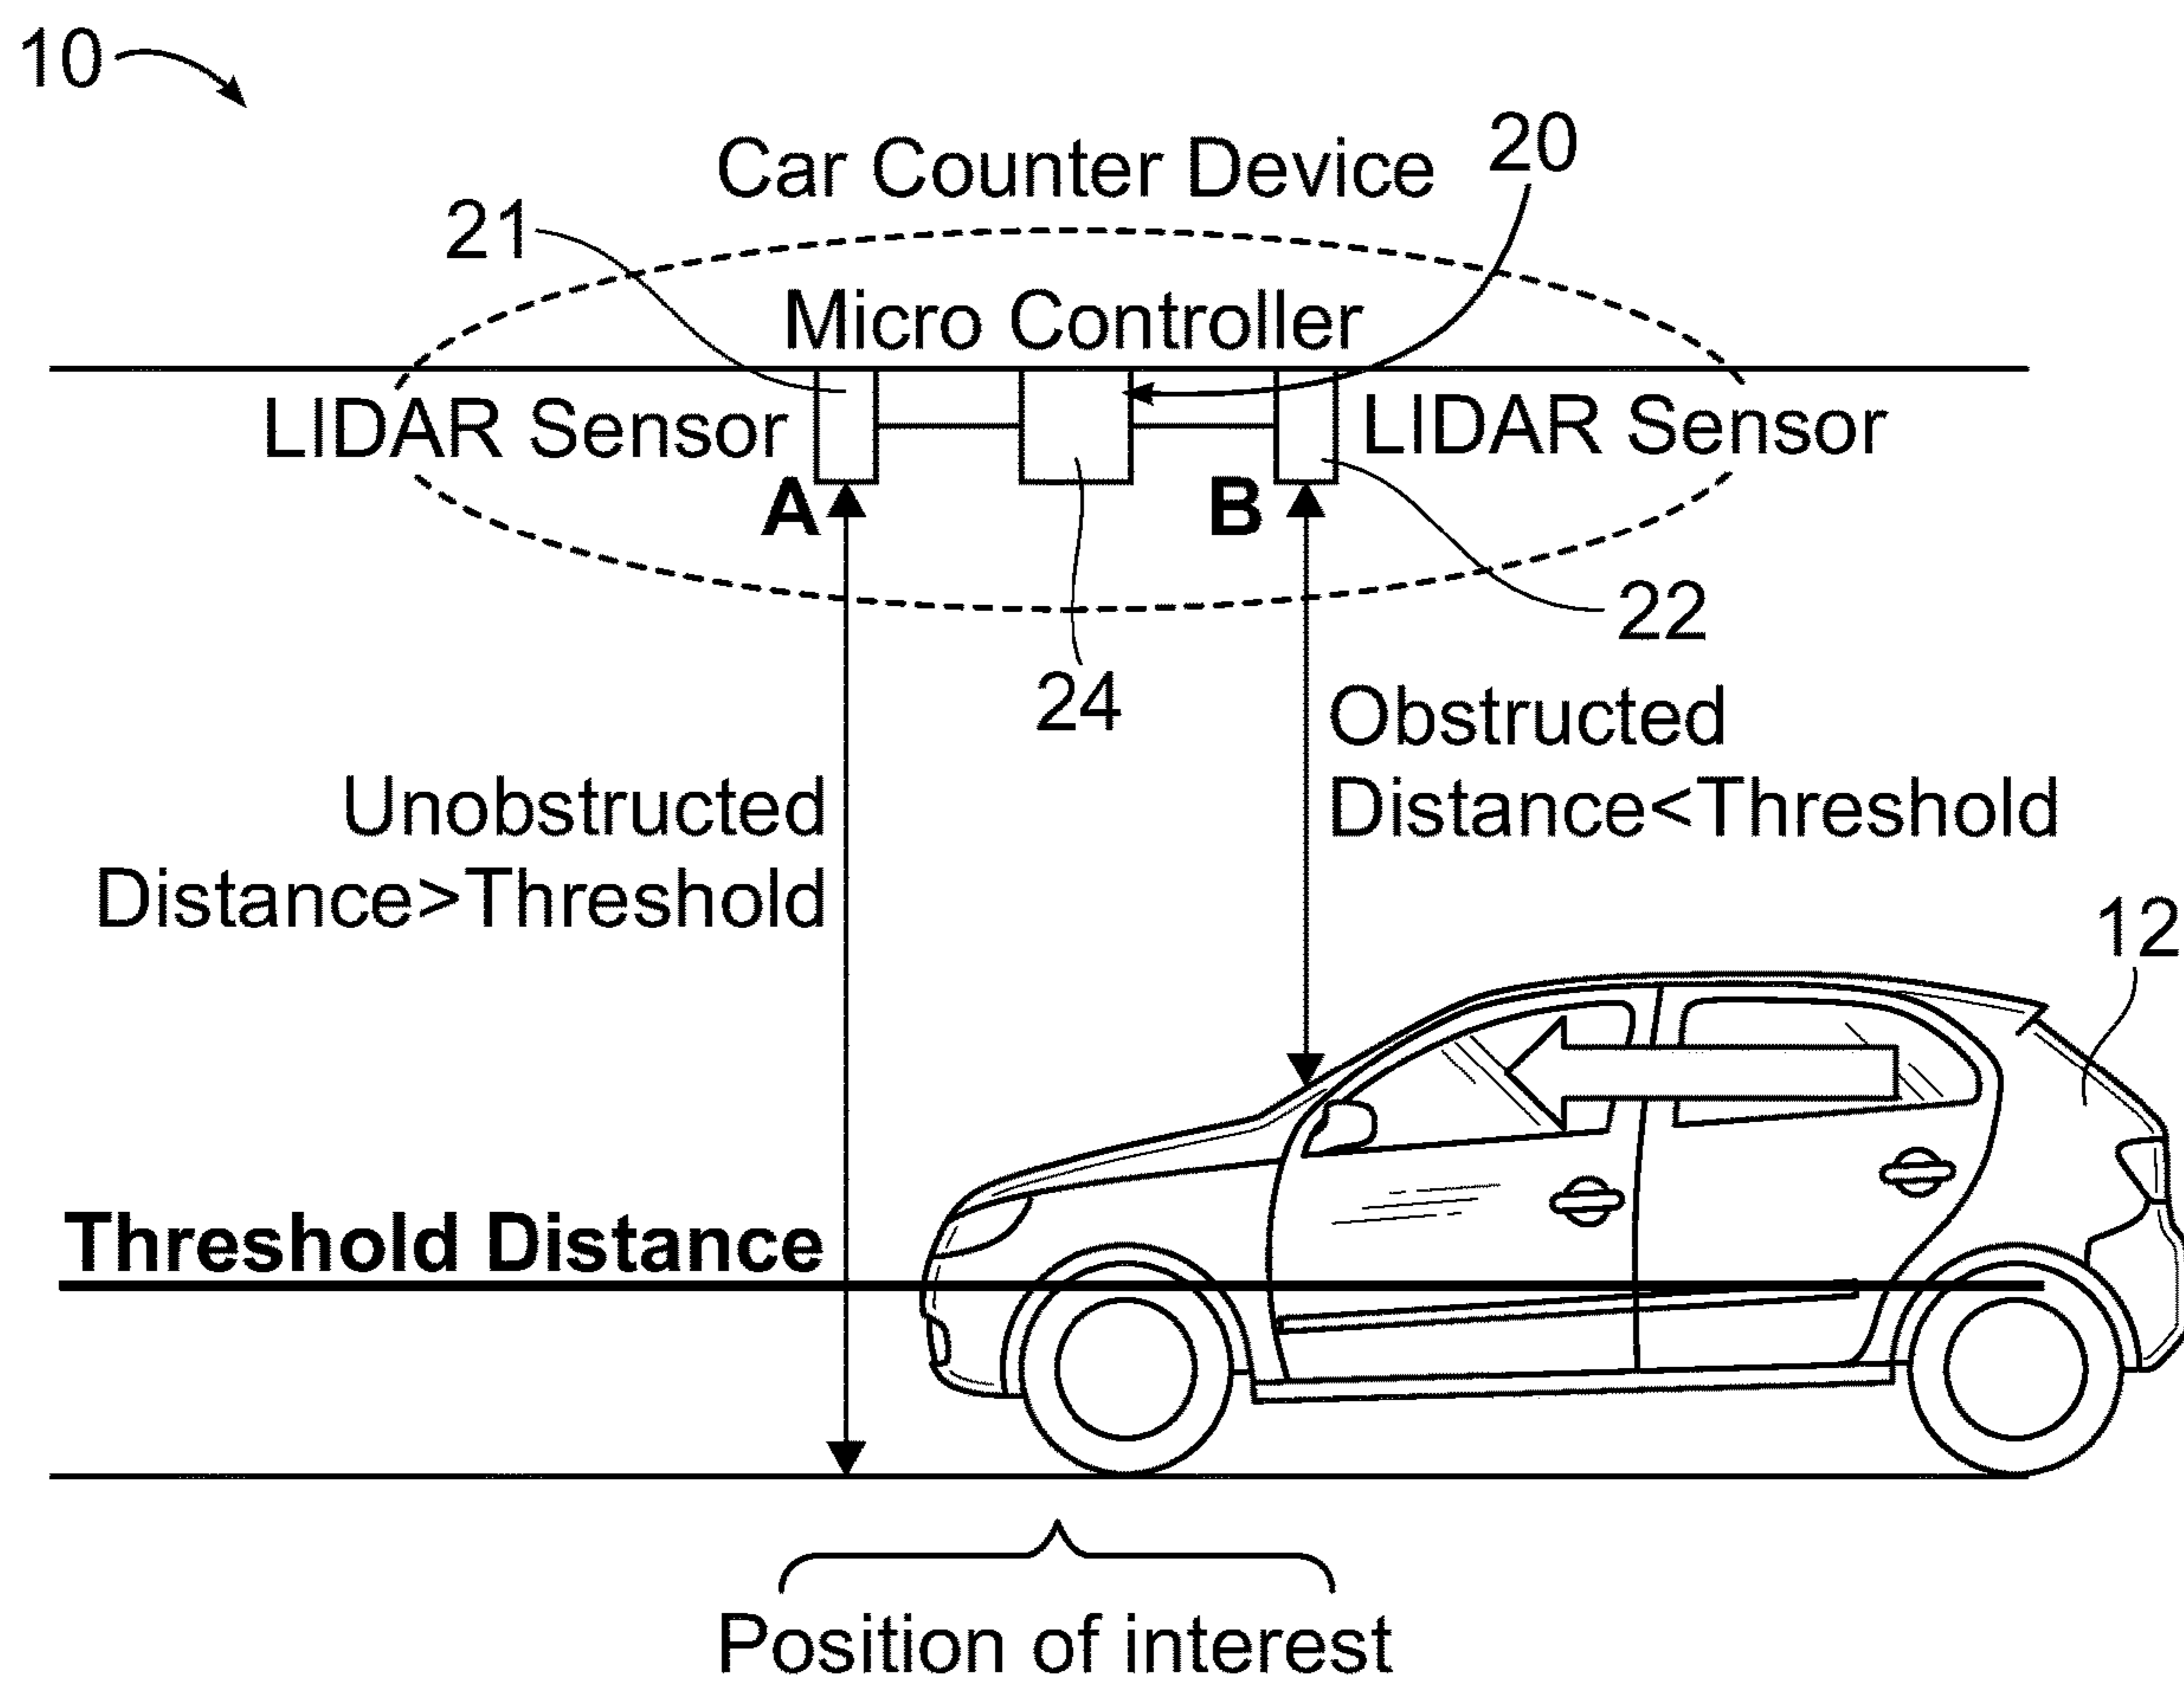 10
Car Counter Device
20
21
Micro Controller
LIDAR Sensor
LIDAR Sensor
A
B
22
24
Obstructed
Distance<Threshold
Unobstructed
Distance>Threshold
12
Threshold Distance
Position of interest